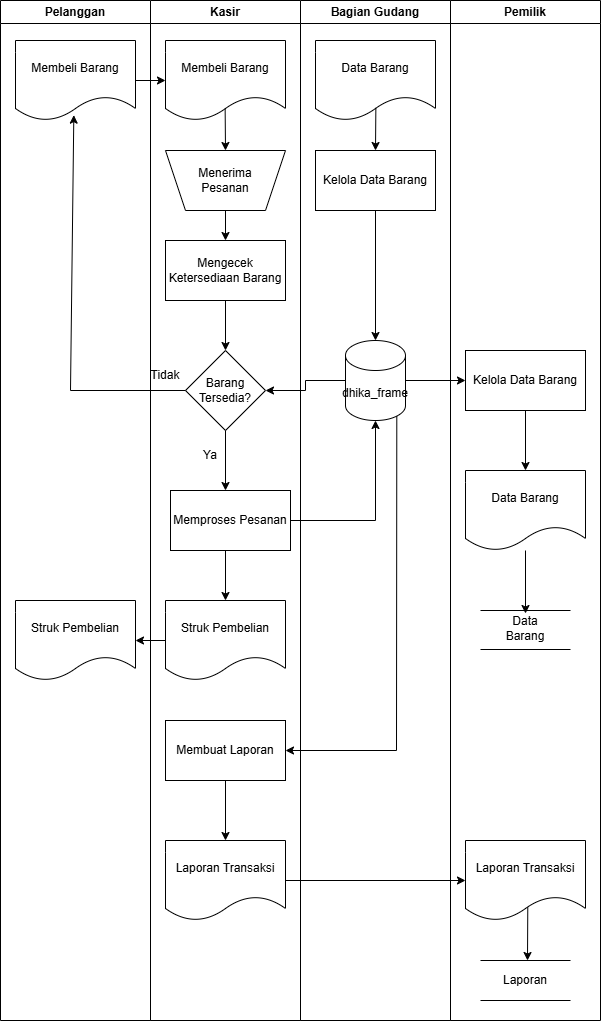 Pelanggan
Kasir
Bagian Gudang
Pemilik
Membeli Barang
Membeli Barang
Data Barang
Menerima
Pesanan
Kelola Data Barang
Mengecek
Ketersediaan Barang
Tidak
Barang
Tersedia?
dhika_frame
Kelola Data Barang
Ya
Memproses Pesanan
Data Barang
Struk Pembelian
Struk Pembelian
Data
Barang
Membuat Laporan
Laporan Transaksi
Laporan Transaksi
Laporan